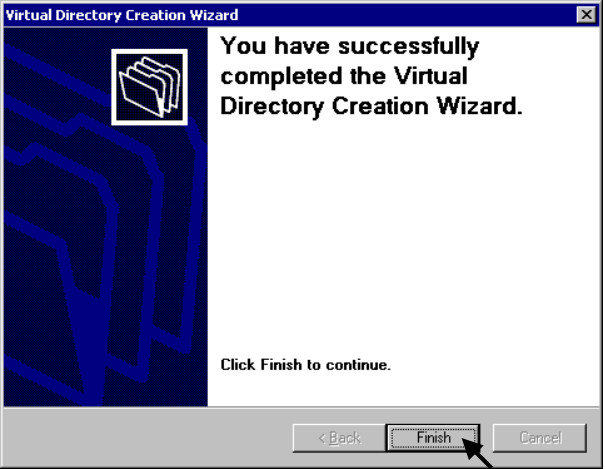 Virtual Directory Creation Wizard
You have successfully
completed the Virtual
Directory Creation Wizard.
Click Finish to continue.
< Back
Finish
Cancel